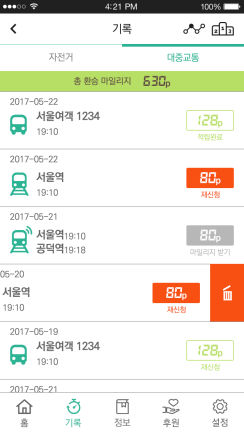 4:21 PM 100%
기록
자전거 대중교통
총 환승 마일리지 630p
2017-05-22
서울여객 1234 128p
19:10 적립완료
2017-05-22
서울역 80p
19:10 재신청
2017-05-21
서울역19:10 80p
공덕역19:18 마일리지 받기
05-20
서울역 80p
19:10 재신청
2017-05-19
서울여객 1234 128p
19:10 재신청
2017-05-21
홈 기록 정보 후원 설정